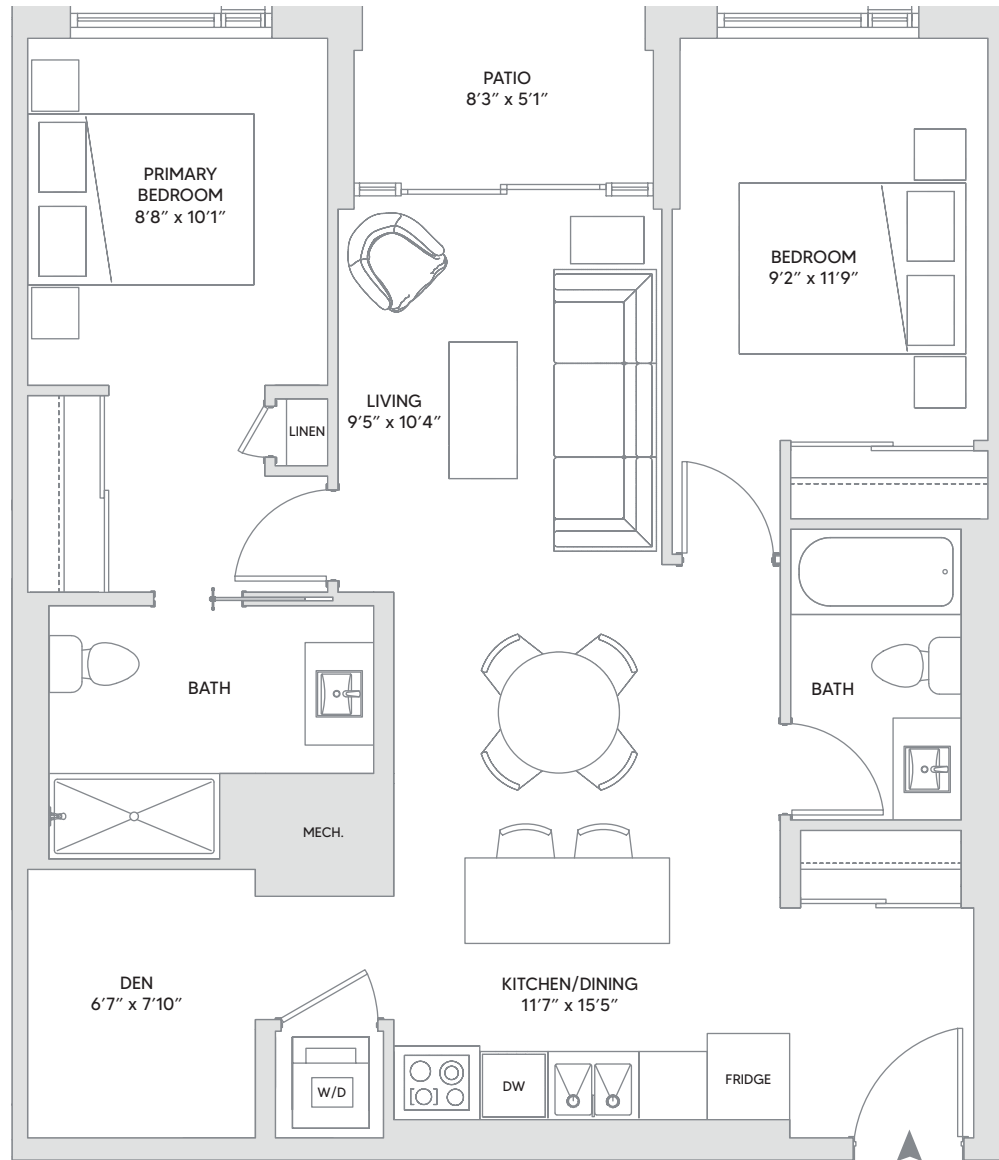 PATIO
8′3″ x 5′1″
PRIMARY
BEDROOM
8′8″ x 10′1″
BEDROOM
9′2″ x 11′9″
LIVING
9′5″ x 10′4″
LINEN
BATH
BATH
MECH.
DEN
6′7″ x 7′10″
KITCHEN/DINING
11′7″ x 15′5″
W/D
DW
FRIDGE